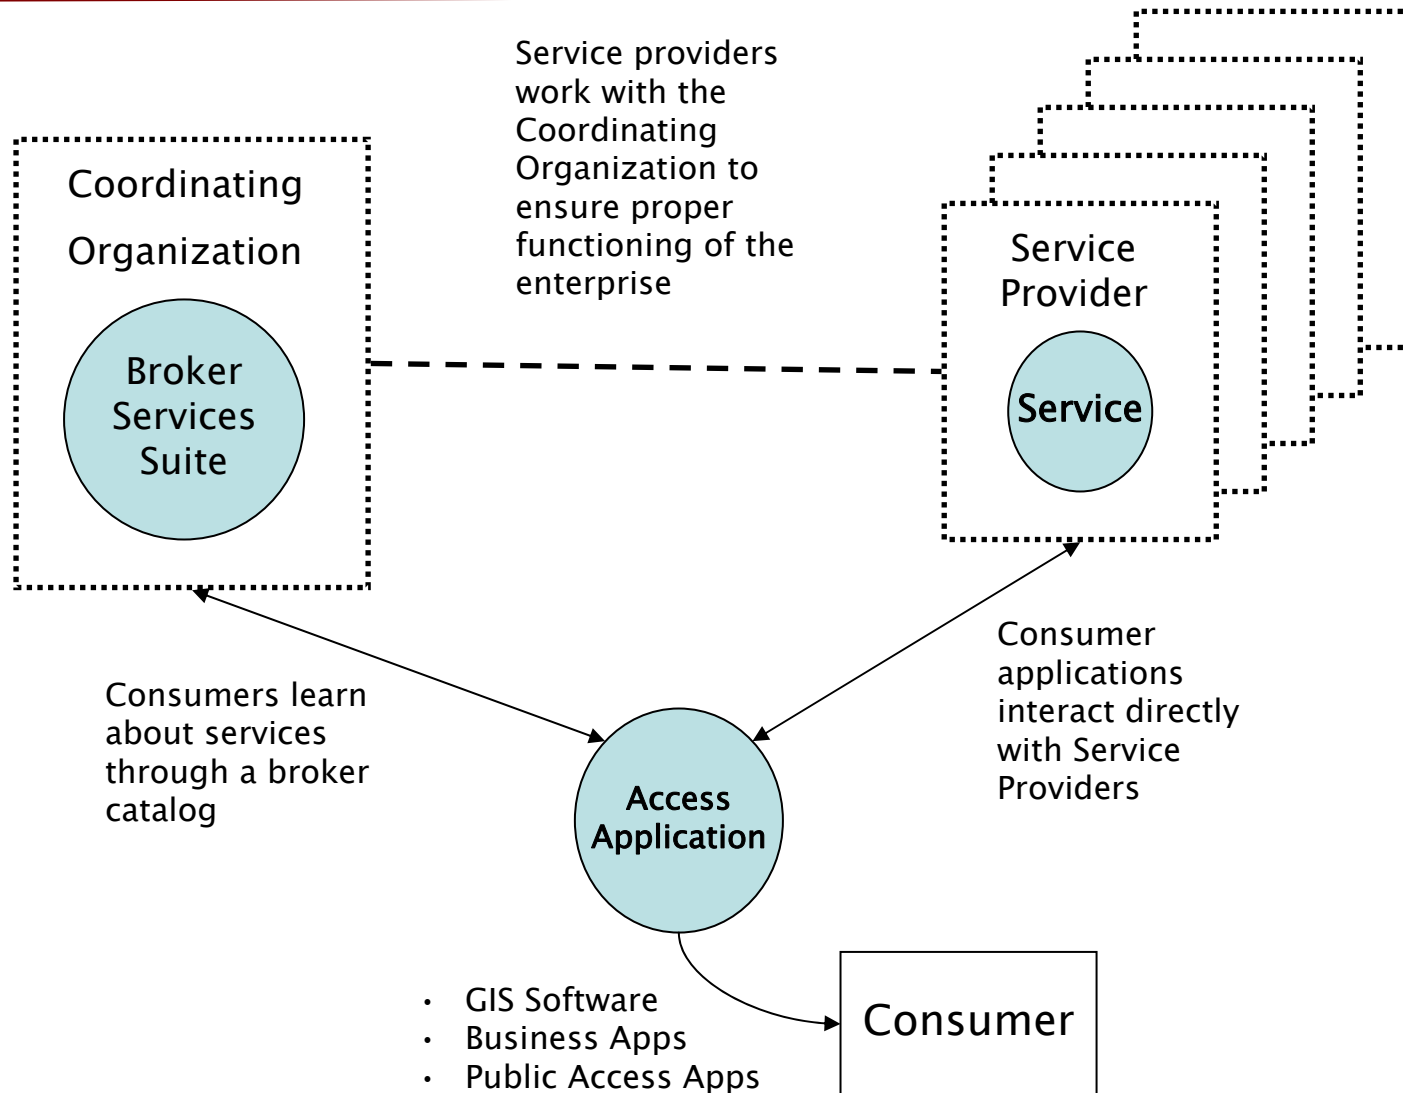 Service providers
work with the
Coordinating
Organization to
ensure proper
functioning of the
enterprise
Coordinating
Organization
Broker
Services
Suite
Service
Provider
Service
Consumers learn
about services
through a broker
catalog
Consumer
applications
interact directly
with Service
Providers
Access
Application
• GIS Software
• Business Apps
• Public Access Apps
Consumer